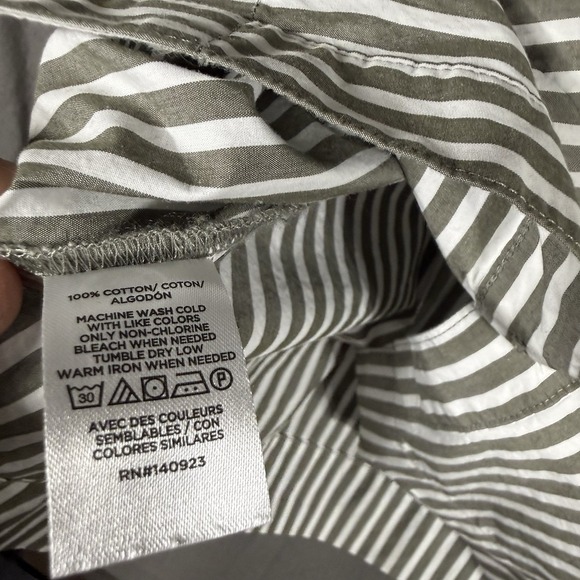 100% COTTON/ COTON/
ALGODÓN
MACHINE WASH COLD
WITH LIKE COLORS
ONLY NON-CHLORINE
BLEACH WHEN NEEDED
TUMBLE DRY LOW
WARM IRON WHEN NEEDED
30 P
AVEC DES COULEURS
SEMBLABLES / CON
COLORES SIMILARES
RN#140923